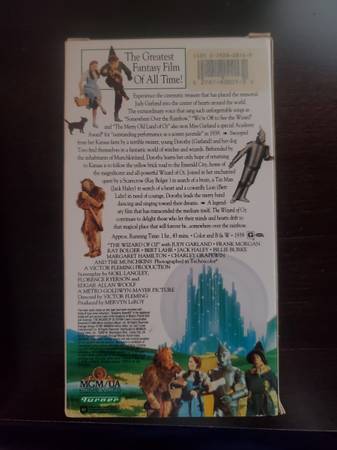 The Greatest
Fantasy Film
Of All Time!
Experience the cinematic treasure that has placed the immortal
Judy Garland into the center of hearts around the world.
The extraordinary voice that sang such unforgettable songs as
"Somewhere Over the Rainbow," "We're Off to See the Wizard"
and "The Merry Old Land of Oz" also won Miss Garland a special Academy
Award for "outstanding performance as a screen juvenile" in 1939. Swooped
from her Kansas farm by a terrible twister, young Dorothy (Garland) and her dog
Toto find themselves in a fantastic world of witches and wizards. Befriended by
the inhabitants of Munchkinland, Dorothy learns her only hope of returning
to Kansas is to follow the yellow brick road to the Emerald City, home of
the magnificent and all-powerful Wizard of Oz. Joined in her enchanted
quest by a Scarecrow (Ray Bolger) in search of a brain, a Tin Man
(Jack Haley) in search of a heart and a cowardly Lion (Bert
Lahr) in need of courage, Dorothy leads the merry band
dancing and singing toward their dreams. A legend-
ary film that has transcended the medium itself, The Wizard of Oz
continues to delight those who let their minds and hearts drift to
that magical place that will forever be...somewhere over the rainbow.
Approx. Running Time: 1 hr., 43 mins. • Color and B & W • 1939
"THE WIZARD OF OZ" with JUDY GARLAND • FRANK MORGAN
RAY BOLGER • BERT LAHR • JACK HALEY • BILLIE BURKE
MARGARET HAMILTON • CHARLEY GRAPEWIN
AND THE MUNCHKINS Photographed in Technicolor
A VICTOR FLEMING PRODUCTION
Screenplay by NOEL LANGLEY,
FLORENCE RYERSON and
EDGAR ALLAN WOOLF
A METRO-GOLDWYN-MAYER PICTURE
Directed by VICTOR FLEMING
Produced by MERVYN LeROY
MGM/UA
Turner